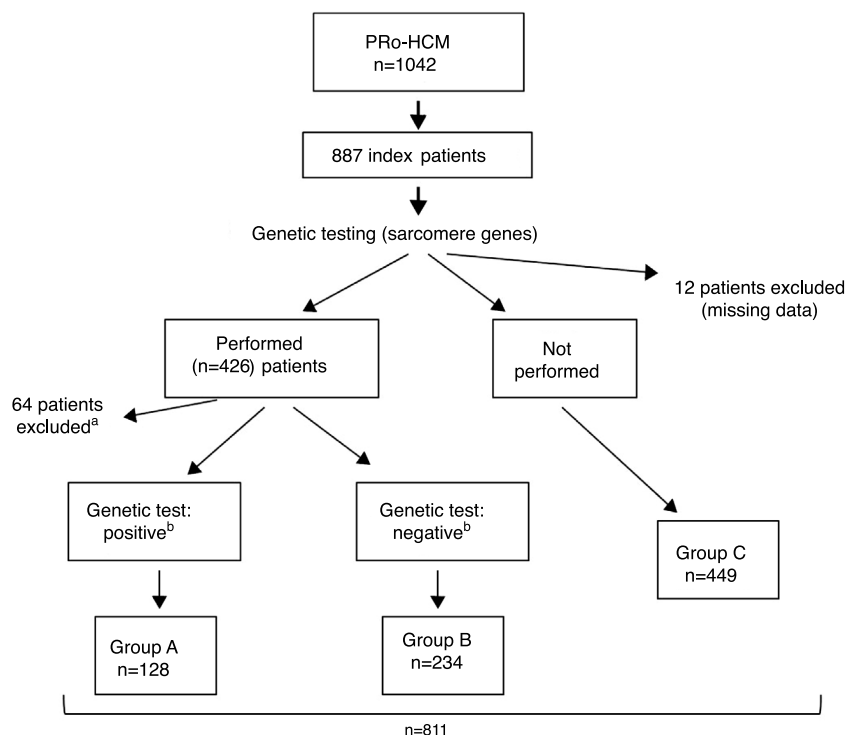 PRo-HCM
n=1042
887 index patients
Genetic testing (sarcomere genes)
12 patients excluded
(missing data)
Performed
(n=426) patients
Not
performed
64 patients
excludedᵃ
Genetic test:
positiveᵇ
Genetic test:
negativeᵇ
Group C
n=449
Group A
n=128
Group B
n=234
n=811